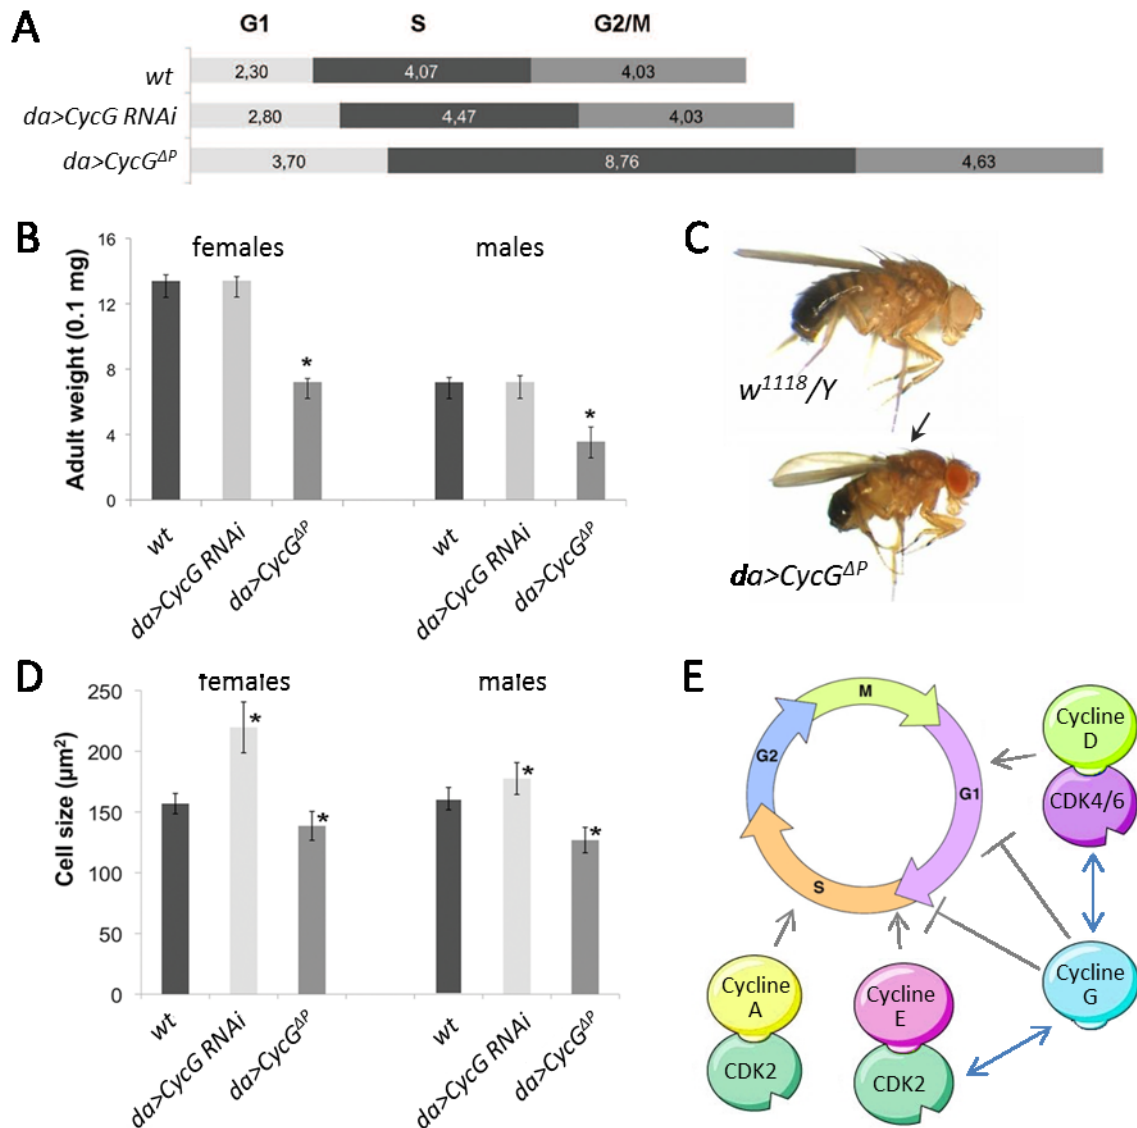 A
G1 S G2/M
wt 2,30 4,07 4,03
da>CycG RNAi 2,80 4,47 4,03
da>CycG^ΔP 3,70 8,76 4,63
B
females males
Adult weight (0.1 mg)
16
12
8
4
0
*
*
wt
da>CycG RNAi
da>CycG^ΔP
wt
da>CycG RNAi
da>CycG^ΔP
C
w^1118/Y
da>CycG^ΔP
D
females males
Cell size (µm²)
250
200
150
100
50
0
*
*
*
*
wt
da>CycG RNAi
da>CycG^ΔP
wt
da>CycG RNAi
da>CycG^ΔP
E
M
G2
G1
S
Cycline
D
CDK4/6
Cycline
G
Cycline
A
CDK2
Cycline
E
CDK2